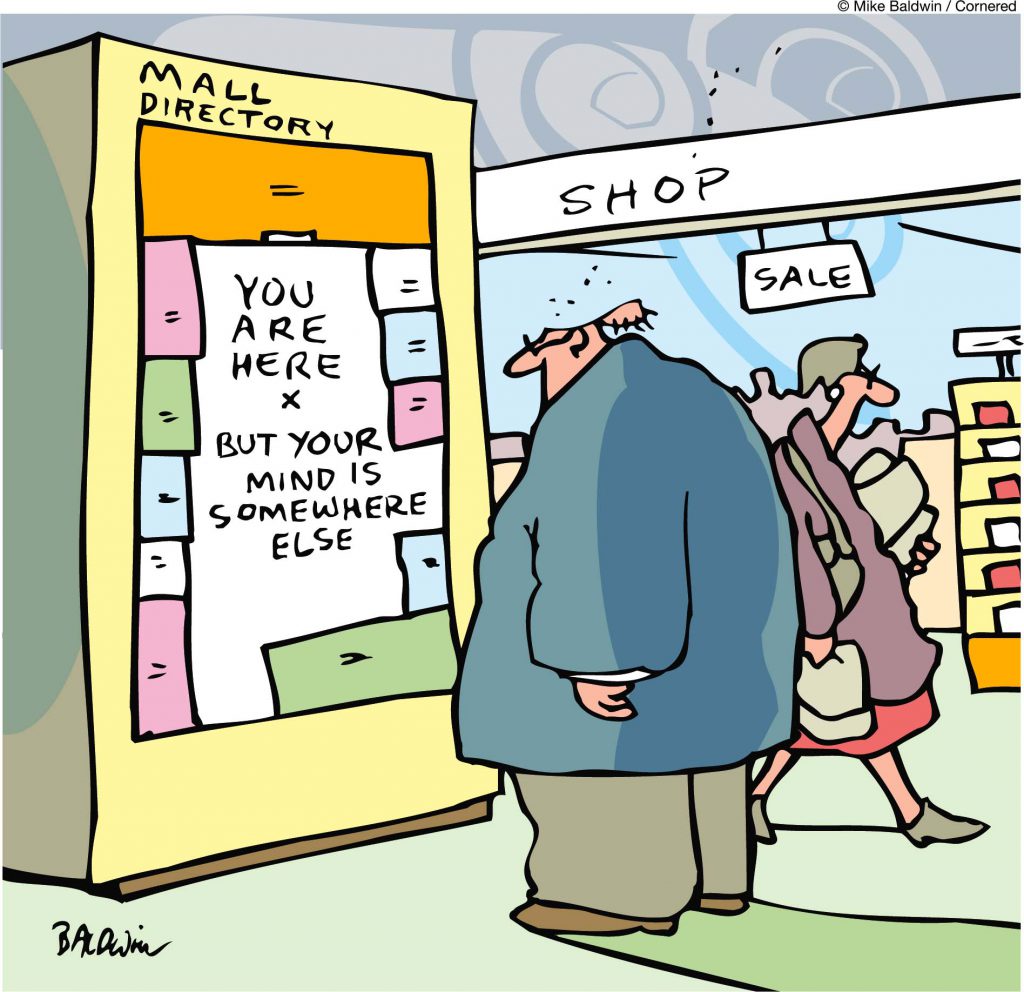 © Mike Baldwin / Cornered
MALL
DIRECTORY
SHOP
SALE
YOU
ARE
HERE
x
BUT YOUR
MIND IS
SOMEWHERE
ELSE
BALDWIN